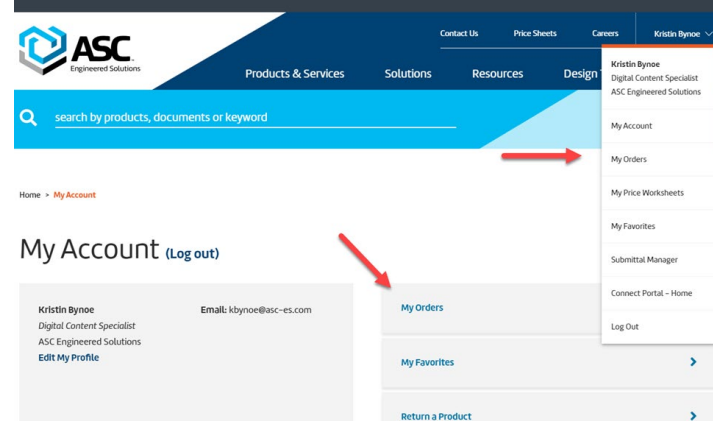 Contact Us Price Sheets Careers Kristin Bynoe
ASC
Engineered Solutions
Products & Services Solutions Resources Design
Kristin Bynoe
Digital Content Specialist
ASC Engineered Solutions
search by products, documents or keyword
My Account
My Orders
My Price Worksheets
My Favorites
Submittal Manager
Connect Portal – Home
Log Out
Home > My Account
My Account (Log out)
Kristin Bynoe Email: kbynoe@asc-es.com
Digital Content Specialist
ASC Engineered Solutions
Edit My Profile
My Orders
My Favorites
Return a Product